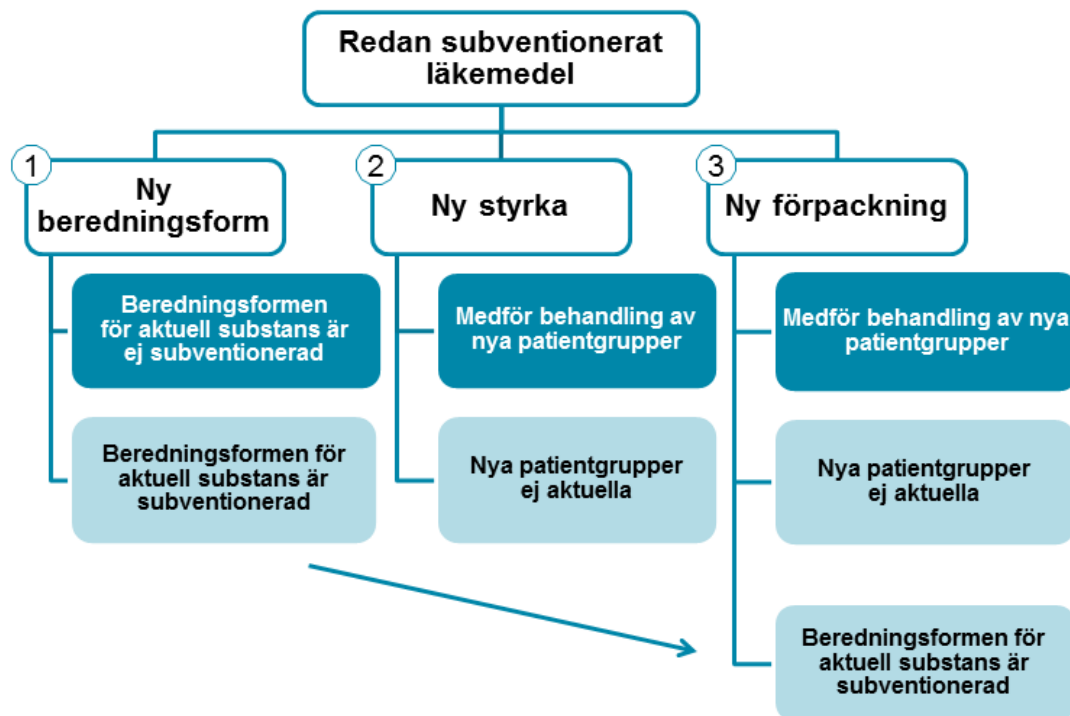 Redan subventionerat
läkemedel
1
Ny
beredningsform
2
Ny styrka
3
Ny förpackning
Beredningsformen
för aktuell substans är
ej subventionerad
Medför behandling av
nya patientgrupper
Medför behandling av nya
patientgrupper
Beredningsformen för
aktuell substans är
subventionerad
Nya patientgrupper
ej aktuella
Nya patientgrupper
ej aktuella
Beredningsformen för
aktuell substans är
subventionerad